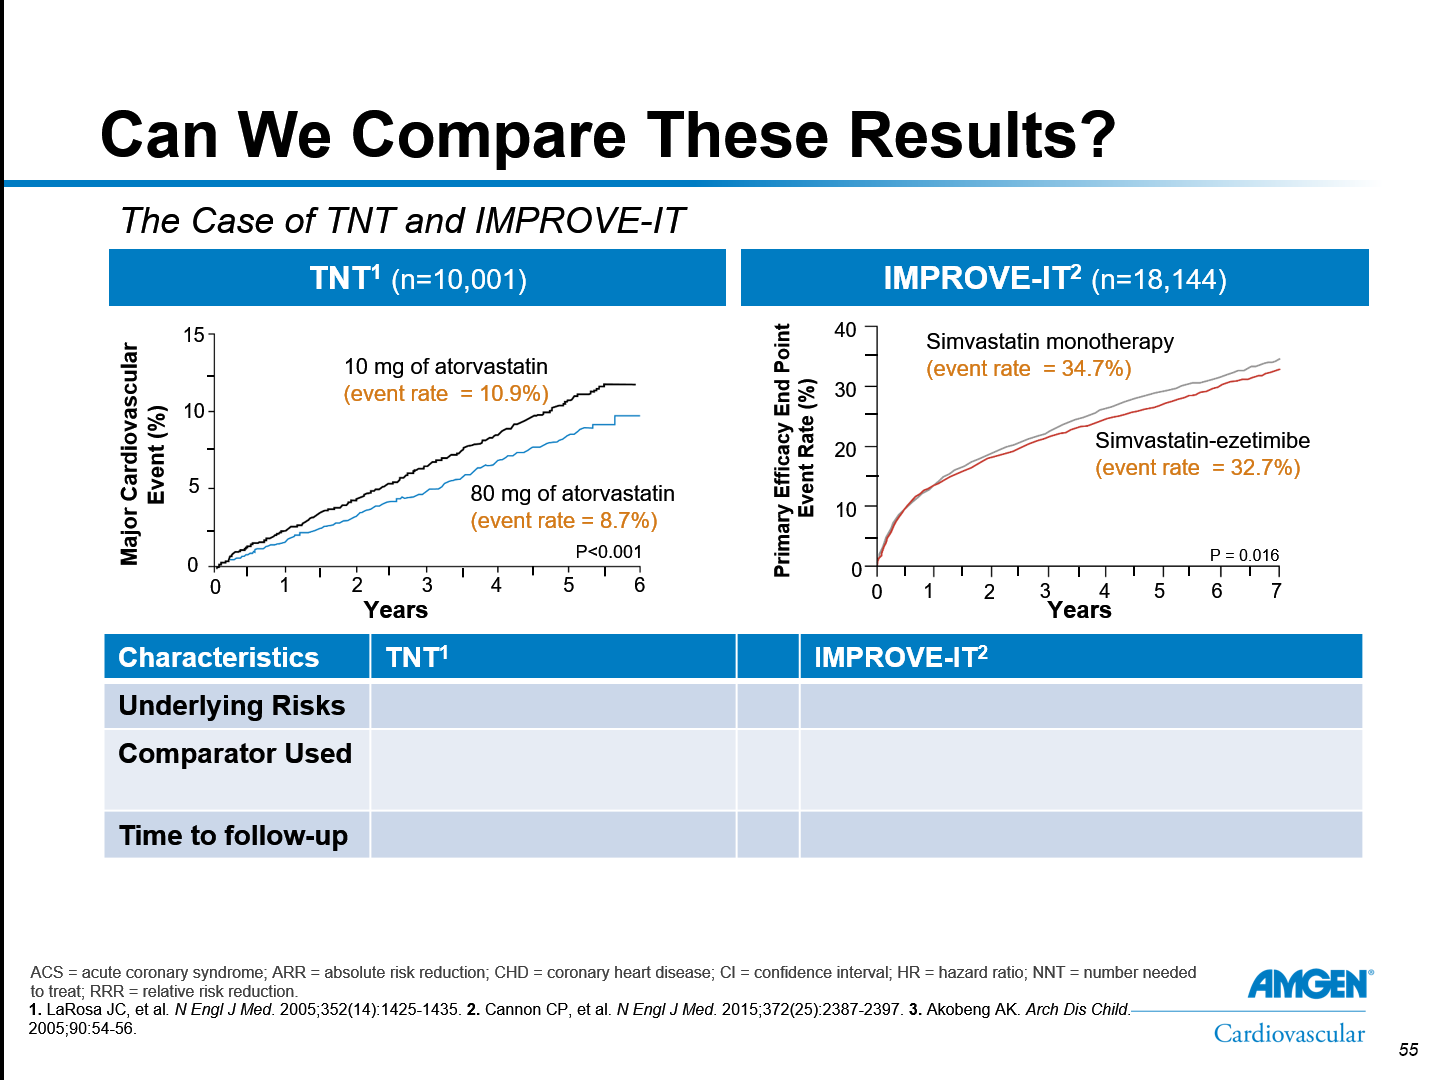 Can We Compare These Results?
The Case of TNT and IMPROVE-IT
TNT1 (n=10,001)
Major Cardiovascular
Event (%)
15
10
5
0
10 mg of atorvastatin
(event rate = 10.9%)
80 mg of atorvastatin
(event rate = 8.7%)
P<0.001
0 1 2 3 4 5 6
Years
IMPROVE-IT2 (n=18,144)
Primary Efficacy End Point
Event Rate (%)
40
30
20
10
0
Simvastatin monotherapy
(event rate = 34.7%)
Simvastatin-ezetimibe
(event rate = 32.7%)
P = 0.016
0 1 2 3 4 5 6 7
Years
Characteristics TNT1 IMPROVE-IT2
Underlying Risks
Comparator Used
Time to follow-up
ACS = acute coronary syndrome; ARR = absolute risk reduction; CHD = coronary heart disease; CI = confidence interval; HR = hazard ratio; NNT = number needed
to treat; RRR = relative risk reduction.
1. LaRosa JC, et al. N Engl J Med. 2005;352(14):1425-1435. 2. Cannon CP, et al. N Engl J Med. 2015;372(25):2387-2397. 3. Akobeng AK. Arch Dis Child.
2005;90:54-56.
AMGEN®
Cardiovascular
55